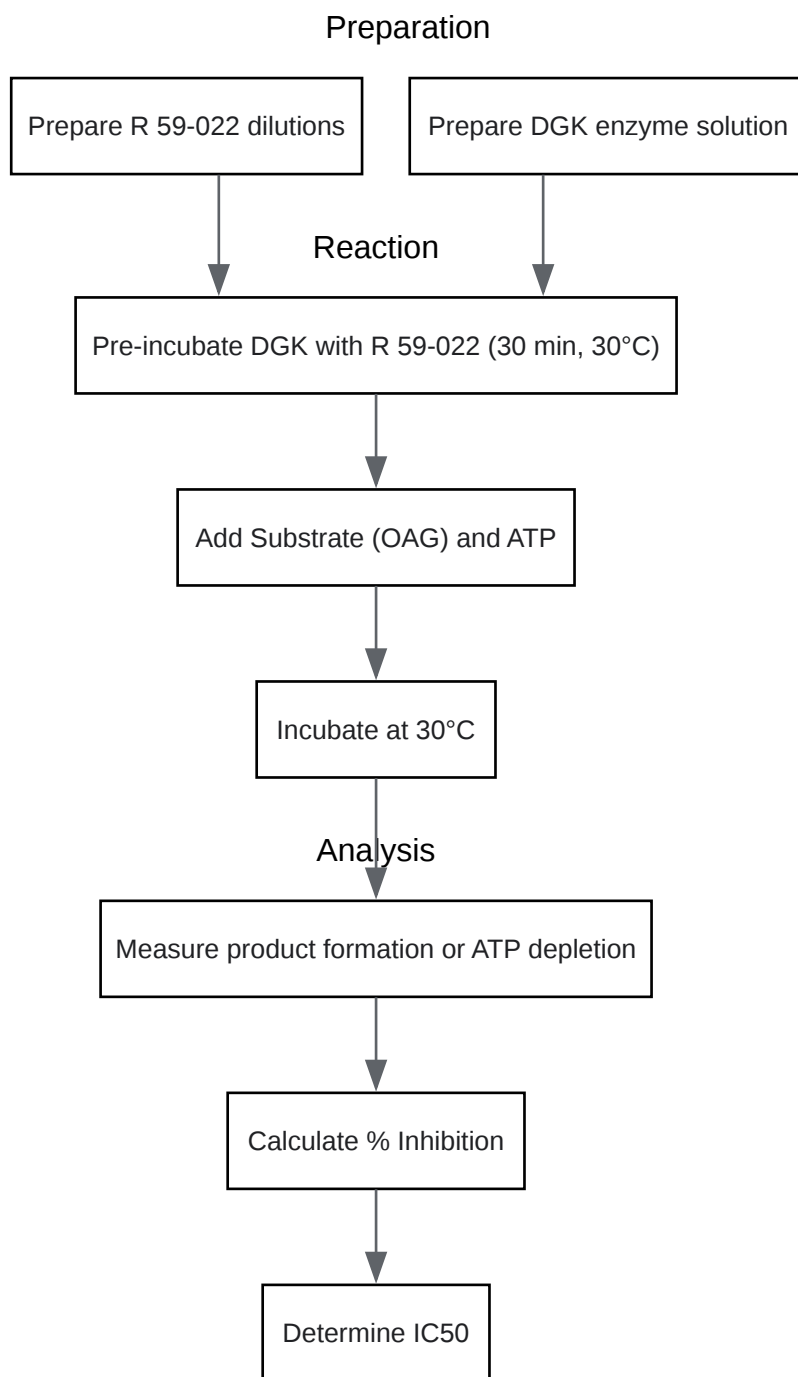 Preparation
Prepare R 59-022 dilutions
Prepare DGK enzyme solution
Reaction
Pre-incubate DGK with R 59-022 (30 min, 30°C)
Add Substrate (OAG) and ATP
Incubate at 30°C
Analysis
Measure product formation or ATP depletion
Calculate % Inhibition
Determine IC50